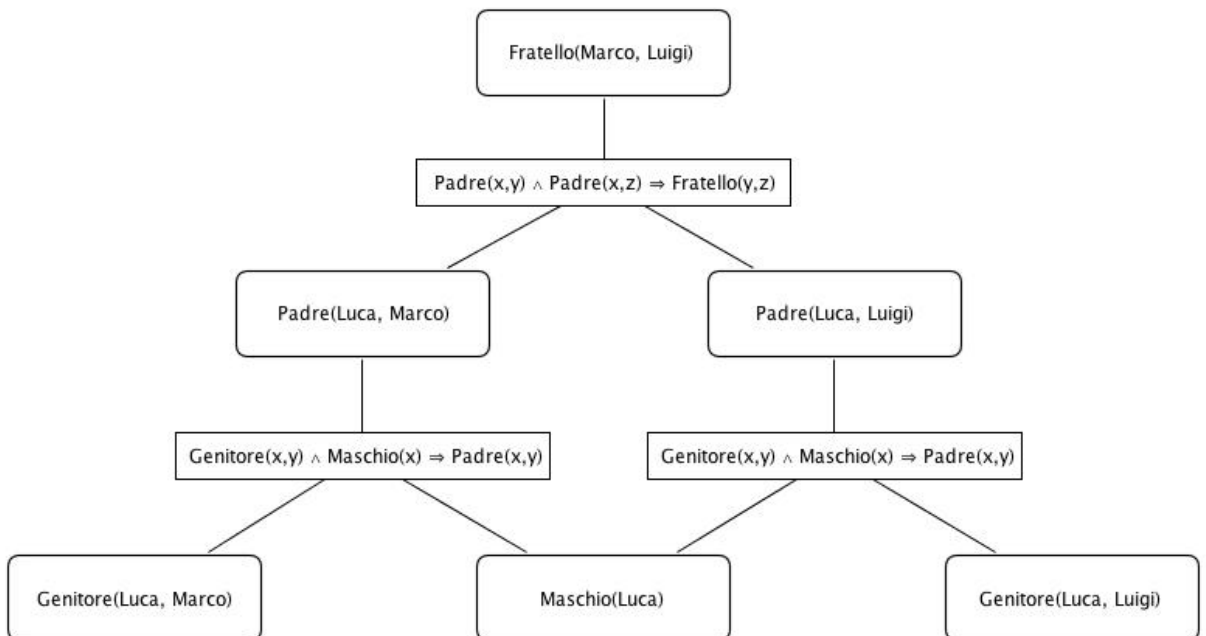 Fratello(Marco, Luigi)
Padre(x,y) ∧ Padre(x,z) ⇒ Fratello(y,z)
Padre(Luca, Marco)
Padre(Luca, Luigi)
Genitore(x,y) ∧ Maschio(x) ⇒ Padre(x,y)
Genitore(x,y) ∧ Maschio(x) ⇒ Padre(x,y)
Genitore(Luca, Marco)
Maschio(Luca)
Genitore(Luca, Luigi)